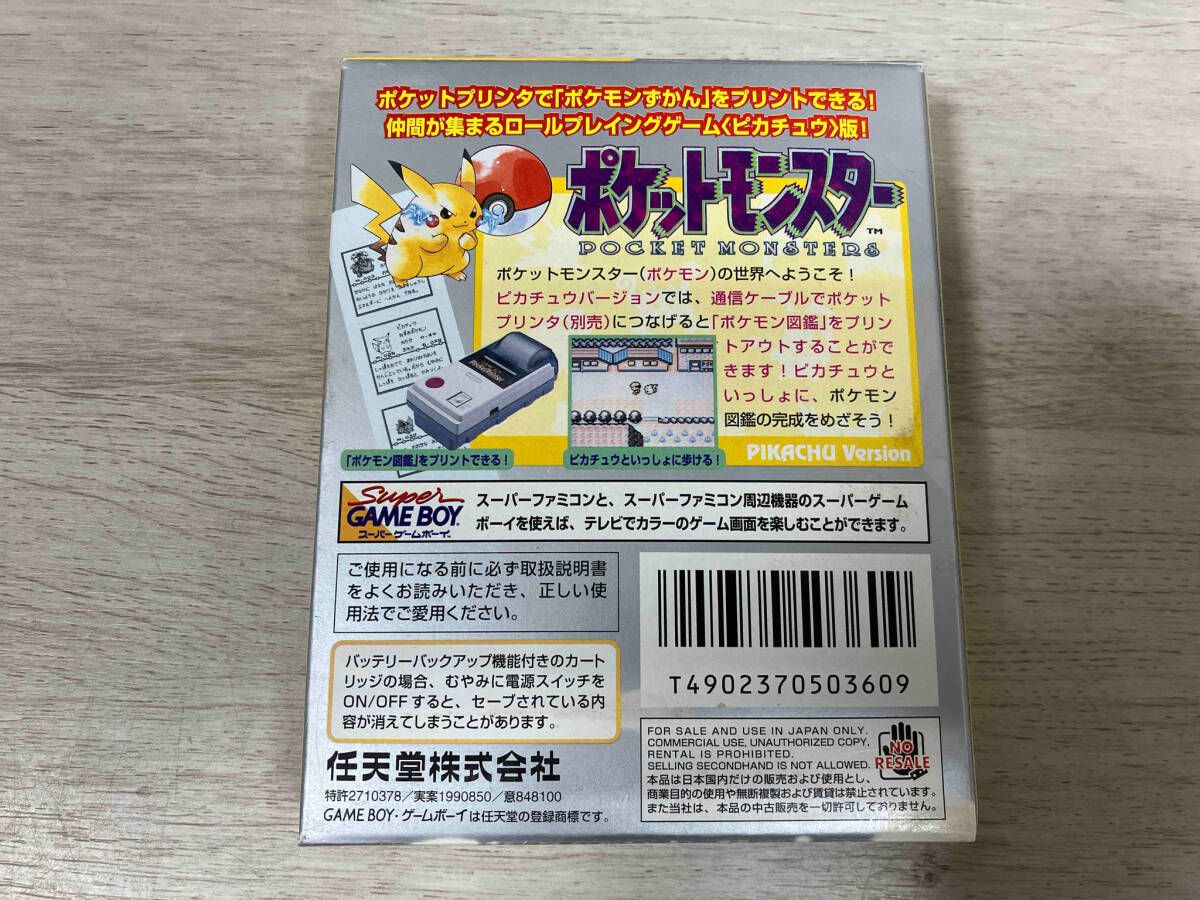 ポケットプリンタで「ポケモンずかん」をプリントできる!
仲間が集まるロールプレイングゲーム〈ピカチュウ〉版!
ポケットモンスター
TM
POCKET MONSTERS
ポケットモンスター(ポケモン)の世界へようこそ!
ピカチュウバージョンでは、通信ケーブルでポケット
プリンタ(別売)につなげると「ポケモン図鑑」をプリン
トアウトすることがで
きます!ピカチュウと
いっしょに、ポケモン
図鑑の完成をめざそう!
PIKACHU Version
「ポケモン図鑑」をプリントできる!
ピカチュウといっしょに歩ける!
Super
GAME BOY
スーパーゲームボーイ
スーパーファミコンと、スーパーファミコン周辺機器のスーパーゲーム
ボーイを使えば、テレビでカラーのゲーム画面を楽しむことができます。
ご使用になる前に必ず取扱説明書
をよくお読みいただき、正しい使
用法でご愛用ください。
バッテリーバックアップ機能付きのカート
リッジの場合、むやみに電源スイッチを
ON/OFFすると、セーブされている内
容が消えてしまうことがあります。
T4902370503609
任天堂株式会社
特許2710378/実案1990850/意848100
GAME BOY・ゲームボーイは任天堂の登録商標です。
FOR SALE AND USE IN JAPAN ONLY.
COMMERCIAL USE, UNAUTHORIZED COPY,
RENTAL IS PROHIBITED.
SELLING SECONDHAND IS NOT ALLOWED.
NO
RESALE
本品は日本国内だけの販売および使用とし、
商業目的の使用や無断複製および賃貸は禁止されています。
また当社は、本品の中古販売を一切許可しておりません。